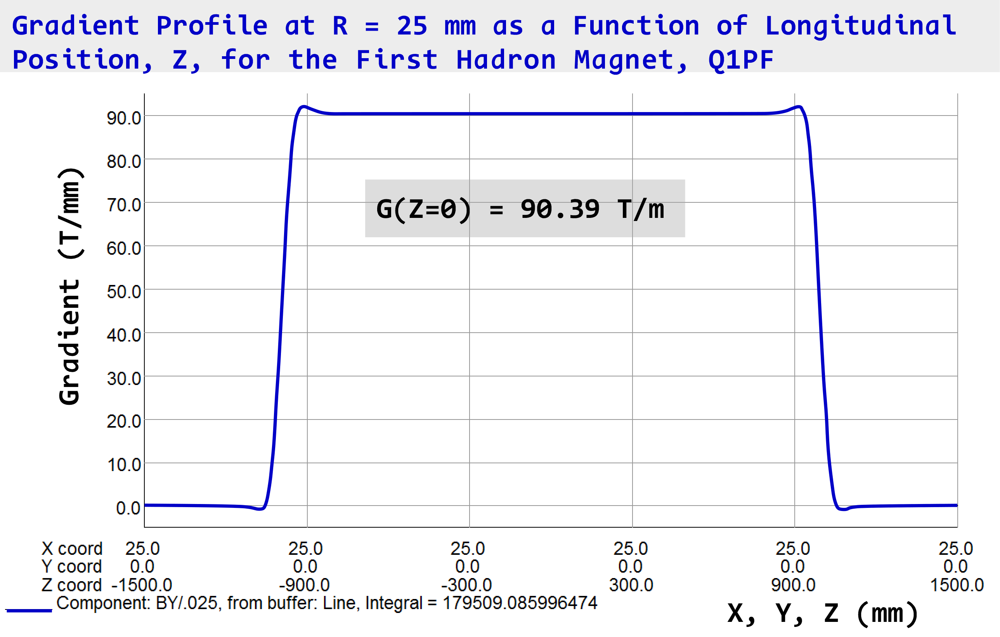 Gradient Profile at R = 25 mm as a Function of Longitudinal
Position, Z, for the First Hadron Magnet, Q1PF
90.0
80.0
70.0
60.0
50.0
40.0
30.0
20.0
10.0
0.0
Gradient (T/mm)
G(Z=0) = 90.39 T/m
X coord 25.0 25.0 25.0 25.0 25.0 25.0
Y coord 0.0 0.0 0.0 0.0 0.0 0.0
Z coord -1500.0 -900.0 -300.0 300.0 900.0 1500.0
Component: BY/.025, from buffer: Line, Integral = 179509.085996474
X, Y, Z (mm)